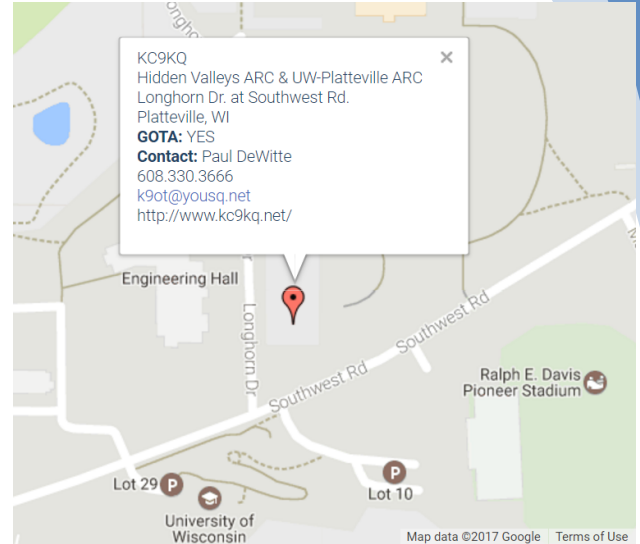 Longhorn
KC9KQ
Hidden Valleys ARC & UW-Platteville ARC
Longhorn Dr. at Southwest Rd.
Platteville, WI
GOTA: YES
Contact: Paul DeWitte
608.330.3666
k9ot@yousq.net
http://www.kc9kq.net/
Engineering Hall
Longhorn Dr
Southwest Rd
Southwest Rd
Ralph E. Davis
Pioneer Stadium
Lot 29 P
P
Lot 10
University of
Wisconsin
Map data ©2017 Google
Terms of Use